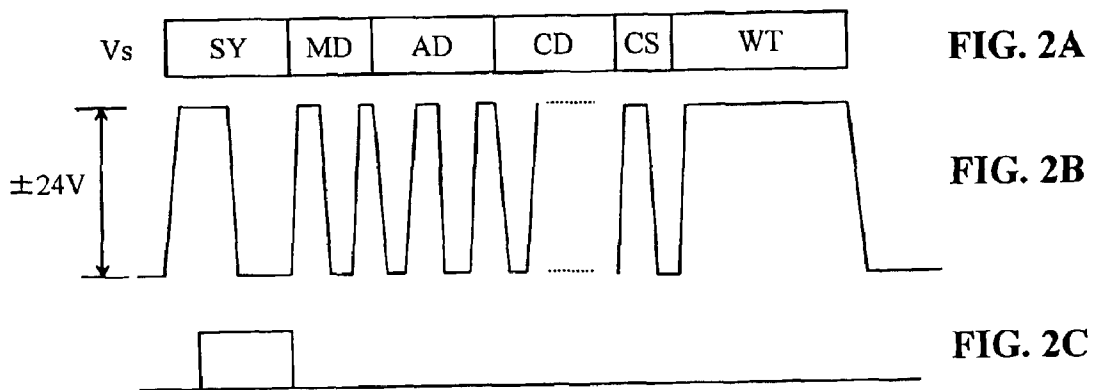 Vs SY MD AD CD CS WT FIG. 2A
±24V FIG. 2B
FIG. 2C